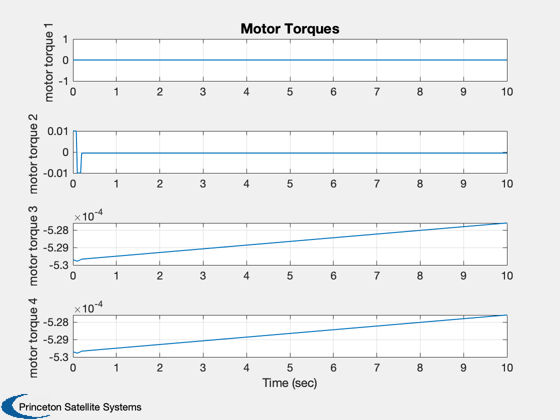 Motor Torques
motor torque 1
1
0
-1
0 1 2 3 4 5 6 7 8 9 10
motor torque 2
0.01
0
-0.01
0 1 2 3 4 5 6 7 8 9 10
motor torque 3
×10⁻⁴
-5.28
-5.29
-5.3
0 1 2 3 4 5 6 7 8 9 10
motor torque 4
×10⁻⁴
-5.28
-5.29
-5.3
0 1 2 3 4 5 6 7 8 9 10
Time (sec)
Princeton Satellite Systems